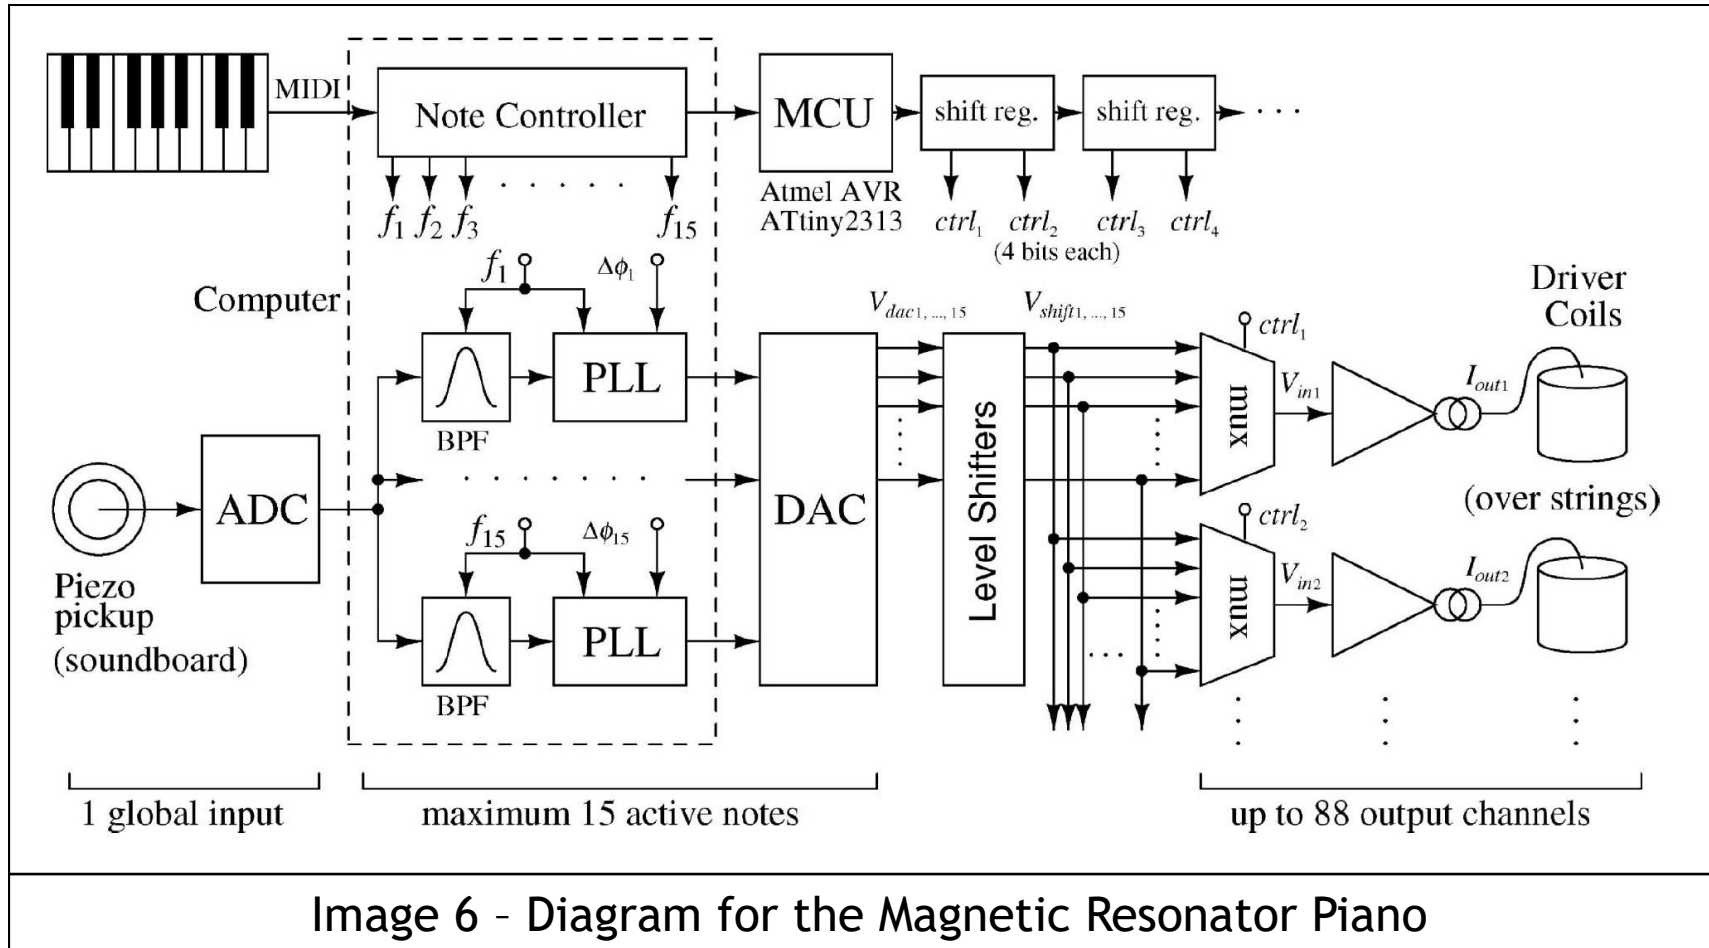 MIDI
Note Controller
MCU
shift reg.
shift reg.
. . .
Atmel AVR
ATtiny2313
f1 f2 f3 . . . . . f15
ctrl1 ctrl2 ctrl3 ctrl4
(4 bits each)
Computer
f1
Δϕ1
BPF
PLL
Vdac1, ..., 15
Vshift1, ..., 15
ctrl1
Driver
Coils
mux
Vin1
Iout1
Piezo
pickup
(soundboard)
ADC
f15
Δϕ15
BPF
PLL
DAC
Level Shifters
(over strings)
ctrl2
mux
Vin2
Iout2
1 global input
maximum 15 active notes
up to 88 output channels
Image 6 – Diagram for the Magnetic Resonator Piano